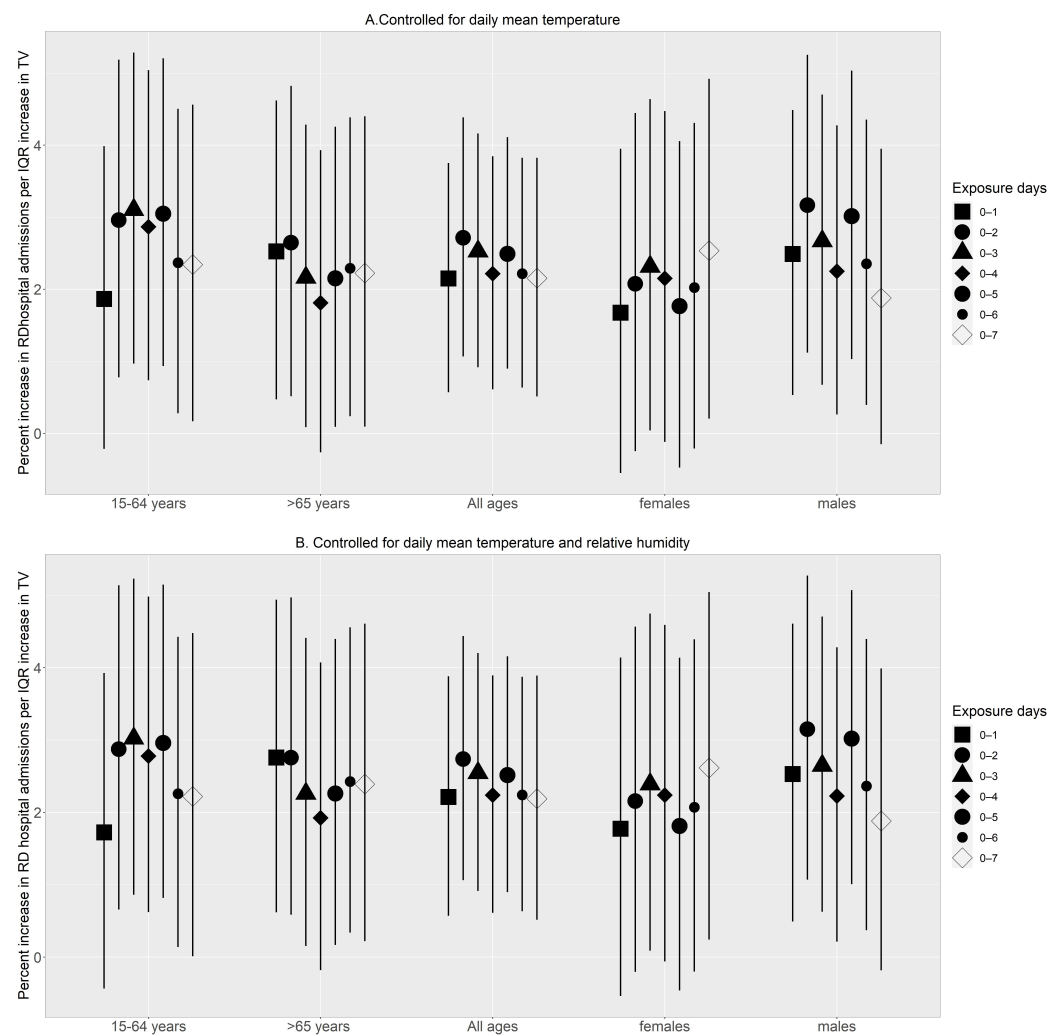 A.Controlled for daily mean temperature
Percent increase in RDhospital admissions per IQR increase in TV
4
2
0
15-64 years >65 years All ages females males
Exposure days
0–1
0–2
0–3
0–4
0–5
0–6
0–7
B. Controlled for daily mean temperature and relative humidity
Percent increase in RD hospital admissions per IQR increase in TV
4
2
0
15-64 years >65 years All ages females males
Exposure days
0–1
0–2
0–3
0–4
0–5
0–6
0–7